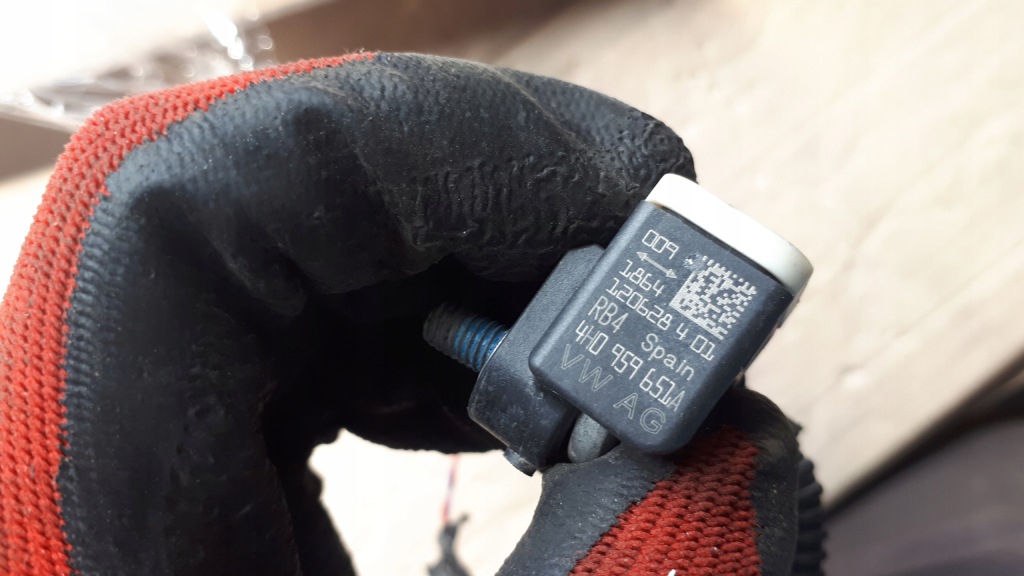 009
↔
1864
120628 4 01
RB4 Spain
4H0 959 651A
VW AG